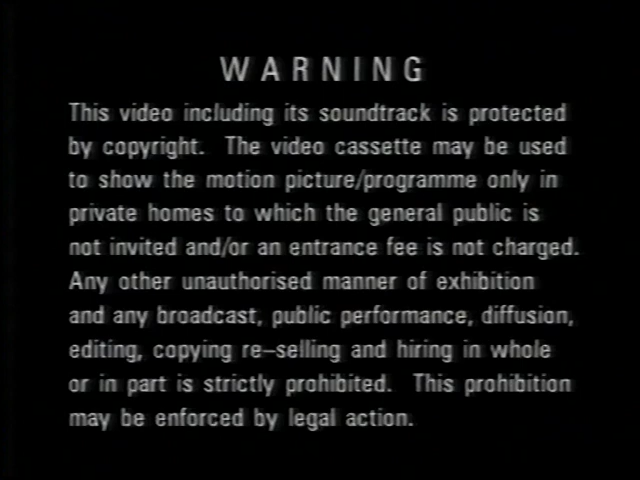 WARNING
This video including its soundtrack is protected
by copyright. The video cassette may be used
to show the motion picture/programme only in
private homes to which the general public is
not invited and/or an entrance fee is not charged.
Any other unauthorised manner of exhibition
and any broadcast, public performance, diffusion,
editing, copying re–selling and hiring in whole
or in part is strictly prohibited. This prohibition
may be enforced by legal action.